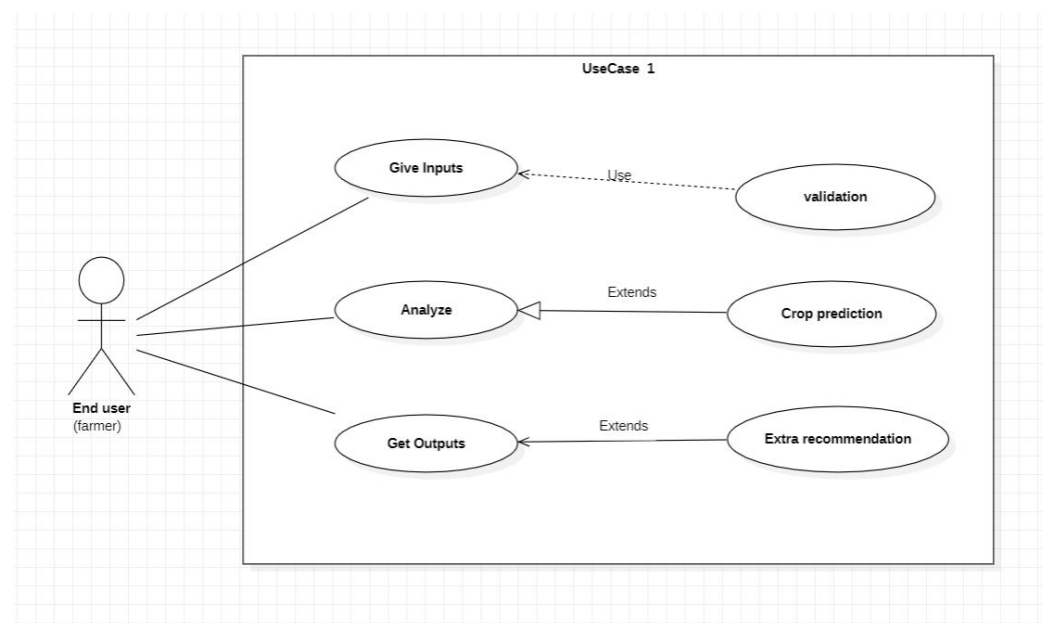 UseCase 1
Give Inputs
Use
validation
Analyze
Extends
Crop prediction
End user
(farmer)
Get Outputs
Extends
Extra recommendation